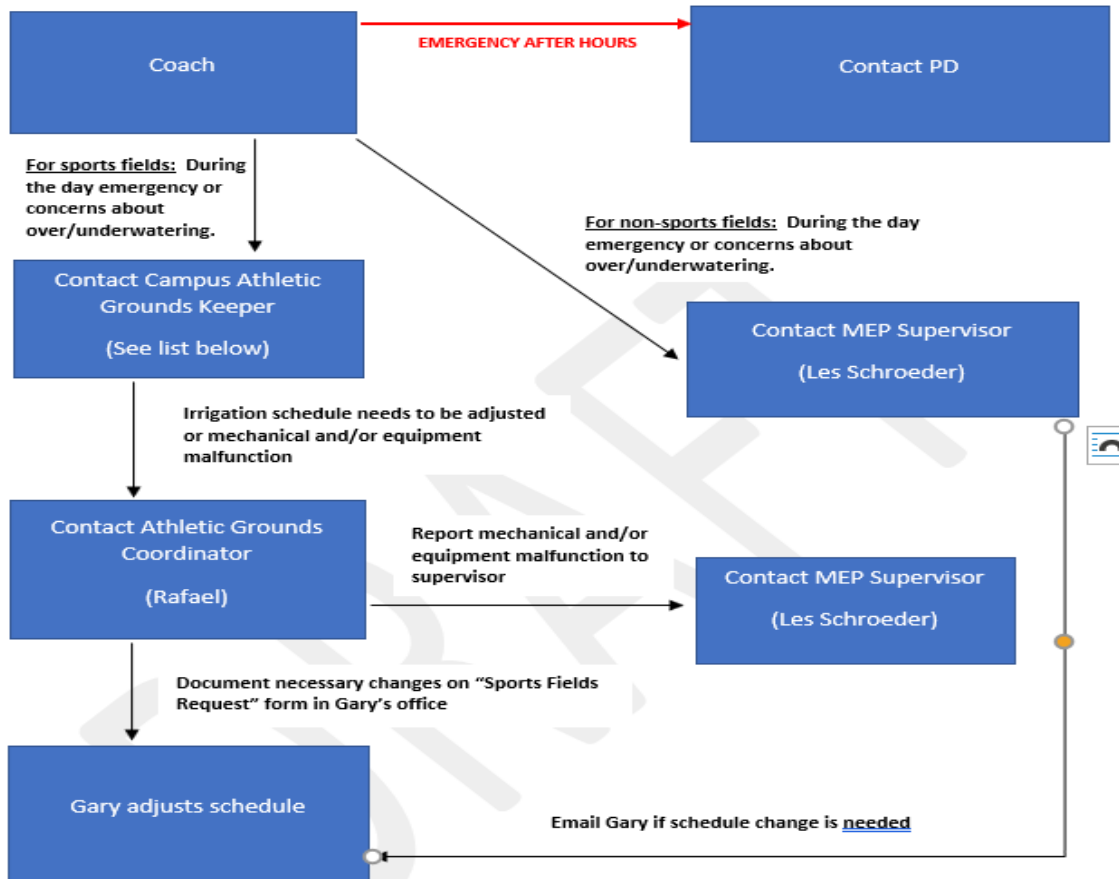 Coach
EMERGENCY AFTER HOURS
Contact PD
For sports fields: During
the day emergency or
concerns about
over/underwatering.
For non-sports fields: During the day
emergency or concerns about
over/underwatering.
Contact Campus Athletic
Grounds Keeper
(See list below)
Contact MEP Supervisor
(Les Schroeder)
Irrigation schedule needs to be adjusted
or mechanical and/or equipment
malfunction
Contact Athletic Grounds
Coordinator
(Rafael)
Report mechanical and/or
equipment malfunction to
supervisor
Contact MEP Supervisor
(Les Schroeder)
Document necessary changes on “Sports Fields
Request” form in Gary’s office
Gary adjusts schedule
Email Gary if schedule change is needed
DRAFT